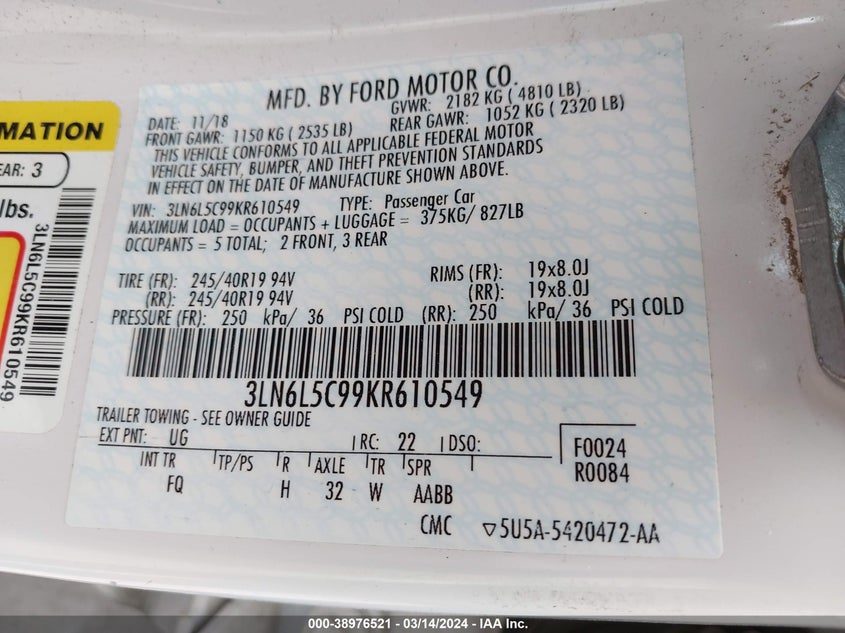 MATION
EAR: 3
lbs.
3LN6L5C99KR610549
MFD. BY FORD MOTOR CO.
DATE: 11/18 GVWR: 2182 KG ( 4810 LB)
FRONT GAWR: 1150 KG ( 2535 LB) REAR GAWR: 1052 KG ( 2320 LB)
THIS VEHICLE CONFORMS TO ALL APPLICABLE FEDERAL MOTOR
VEHICLE SAFETY, BUMPER, AND THEFT PREVENTION STANDARDS
IN EFFECT ON THE DATE OF MANUFACTURE SHOWN ABOVE.
VIN: 3LN6L5C99KR610549 TYPE: Passenger Car
MAXIMUM LOAD = OCCUPANTS + LUGGAGE = 375KG/ 827LB
OCCUPANTS = 5 TOTAL; 2 FRONT, 3 REAR
TIRE (FR): 245/40R19 94V RIMS (FR): 19x8.0J
(RR): 245/40R19 94V (RR): 19x8.0J
PRESSURE (FR): 250 kPa/ 36 PSI COLD (RR): 250 kPa/ 36 PSI COLD
3LN6L5C99KR610549
TRAILER TOWING - SEE OWNER GUIDE
EXT PNT: UG RC: 22 DSO: F0024
R0084
INT TR TP/PS R AXLE TR SPR
FQ H 32 W AABB
CMC ▽5U5A-5420472-AA
000-38976521 - 03/14/2024 - IAA Inc.